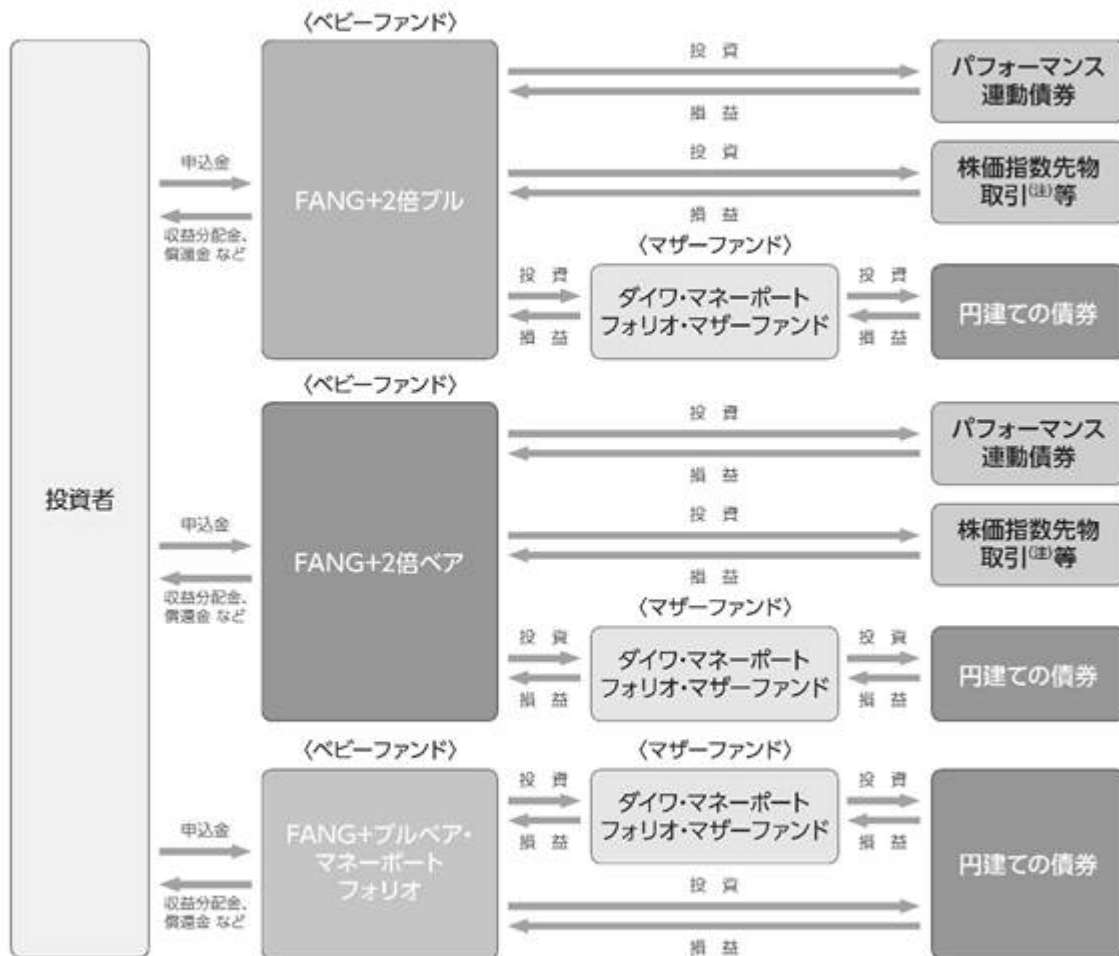 〈ベビーファンド〉
投資
パフォーマンス
連動債券
損益
申込金
投資
株価指数先物
取引(注)等
FANG+2倍ブル
損益
収益分配金、
償還金 など
〈マザーファンド〉
投資
投資
ダイワ・マネーポート
フォリオ・マザーファンド
円建ての債券
損益
損益
〈ベビーファンド〉
投資
パフォーマンス
連動債券
損益
投資者
申込金
投資
株価指数先物
取引(注)等
FANG+2倍ベア
損益
収益分配金、
償還金 など
〈マザーファンド〉
投資
投資
ダイワ・マネーポート
フォリオ・マザーファンド
円建ての債券
損益
損益
〈ベビーファンド〉
〈マザーファンド〉
投資
投資
ダイワ・マネーポート
フォリオ・マザーファンド
損益
損益
申込金
FANG+ブルベア・
マネーポート
フォリオ
円建ての債券
収益分配金、
償還金 など
投資
損益